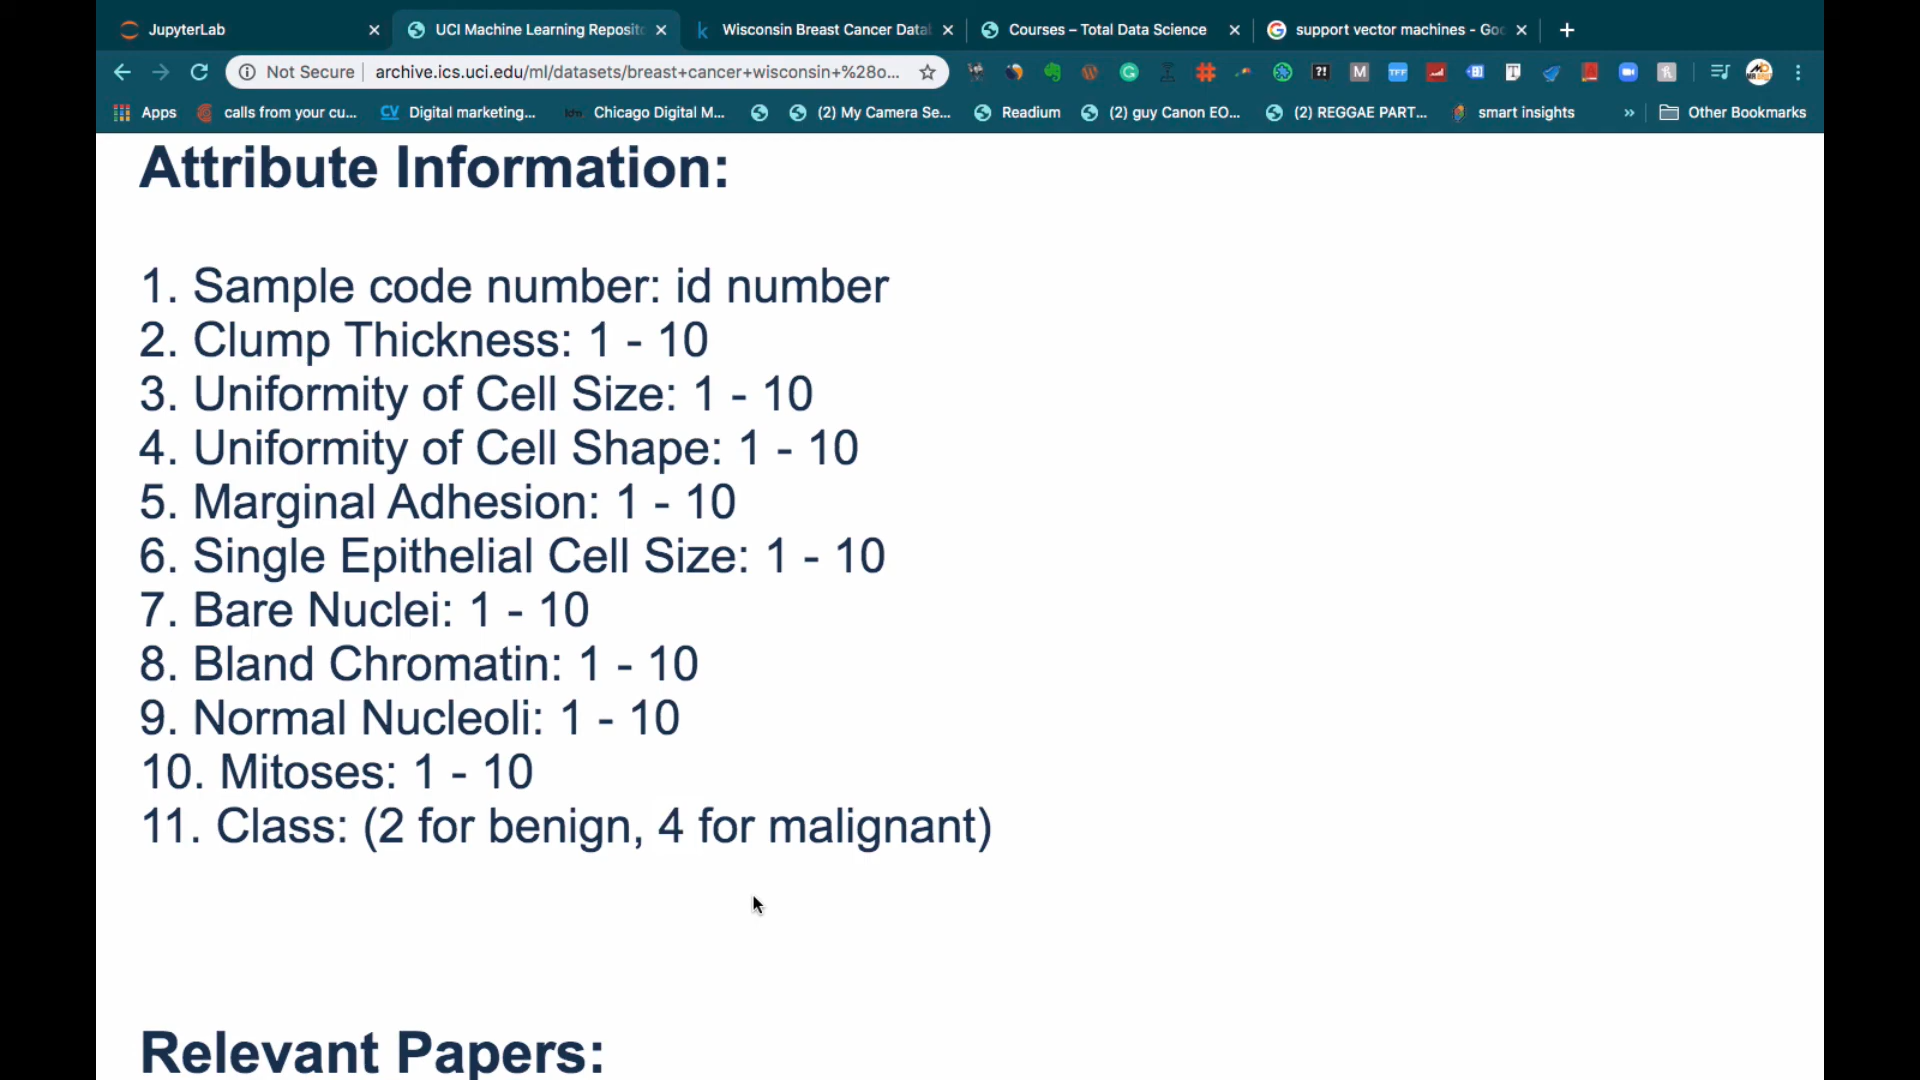 JupyterLab
UCI Machine Learning Reposito
Wisconsin Breast Cancer Data
Courses – Total Data Science
support vector machines - Goo
Not Secure
archive.ics.uci.edu/ml/datasets/breast+cancer+wisconsin+%28o...
Apps
calls from your cu...
CV Digital marketing...
Chicago Digital M...
(2) My Camera Se...
Readium
(2) guy Canon EO...
(2) REGGAE PART...
smart insights
»
Other Bookmarks
Attribute Information:
1. Sample code number: id number
2. Clump Thickness: 1 - 10
3. Uniformity of Cell Size: 1 - 10
4. Uniformity of Cell Shape: 1 - 10
5. Marginal Adhesion: 1 - 10
6. Single Epithelial Cell Size: 1 - 10
7. Bare Nuclei: 1 - 10
8. Bland Chromatin: 1 - 10
9. Normal Nucleoli: 1 - 10
10. Mitoses: 1 - 10
11. Class: (2 for benign, 4 for malignant)
Relevant Papers: